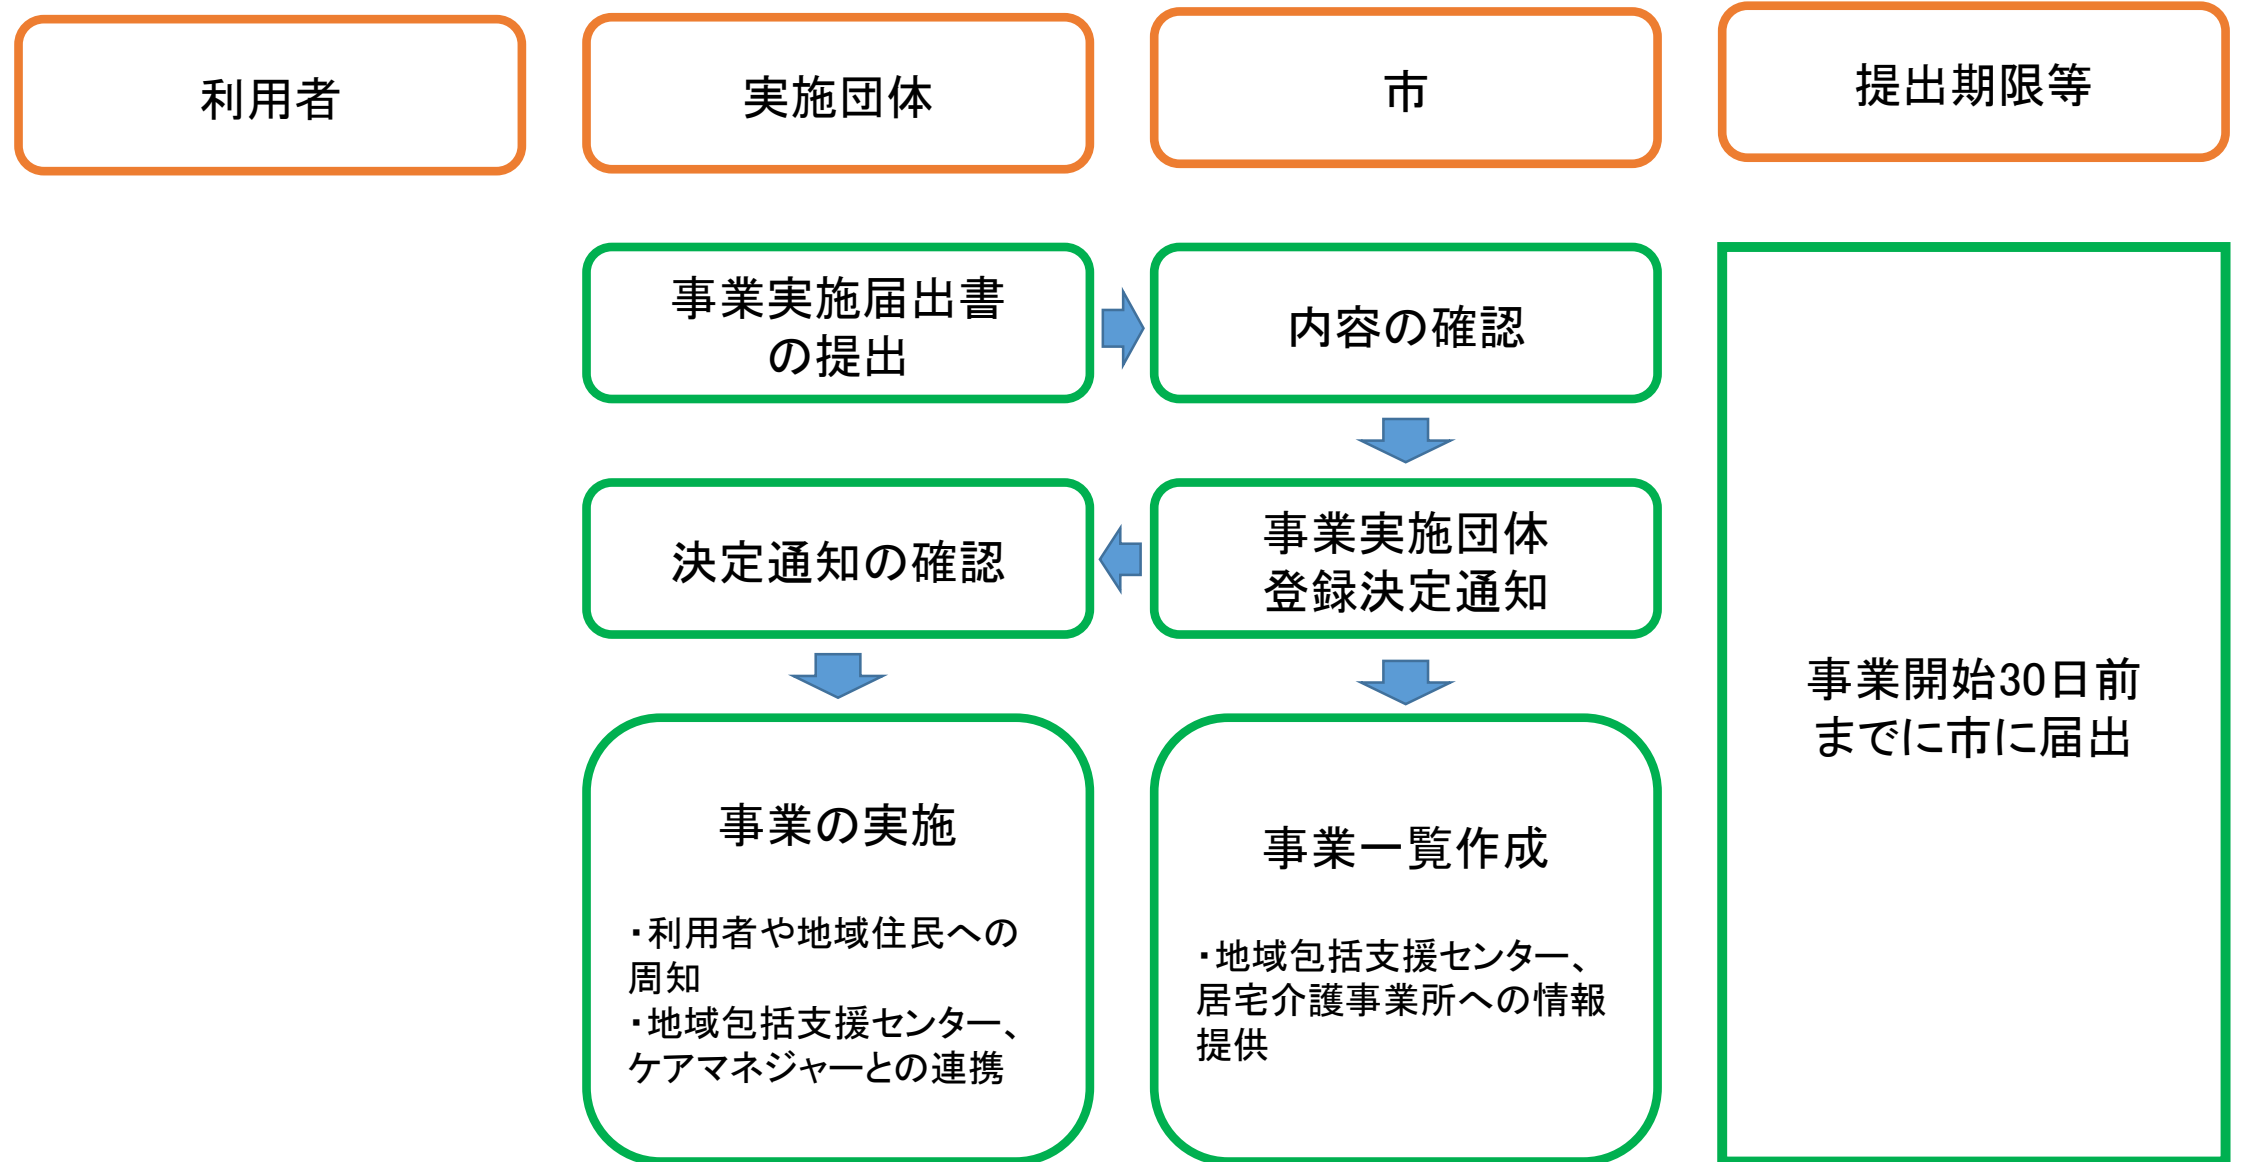 利用者
実施団体
市
提出期限等
事業実施届出書
の提出
内容の確認
決定通知の確認
事業実施団体
登録決定通知
事業の実施
・利用者や地域住民への
周知
・地域包括支援センター、
ケアマネジャーとの連携
事業一覧作成
・地域包括支援センター、
居宅介護事業所への情報
提供
事業開始30日前
までに市に届出